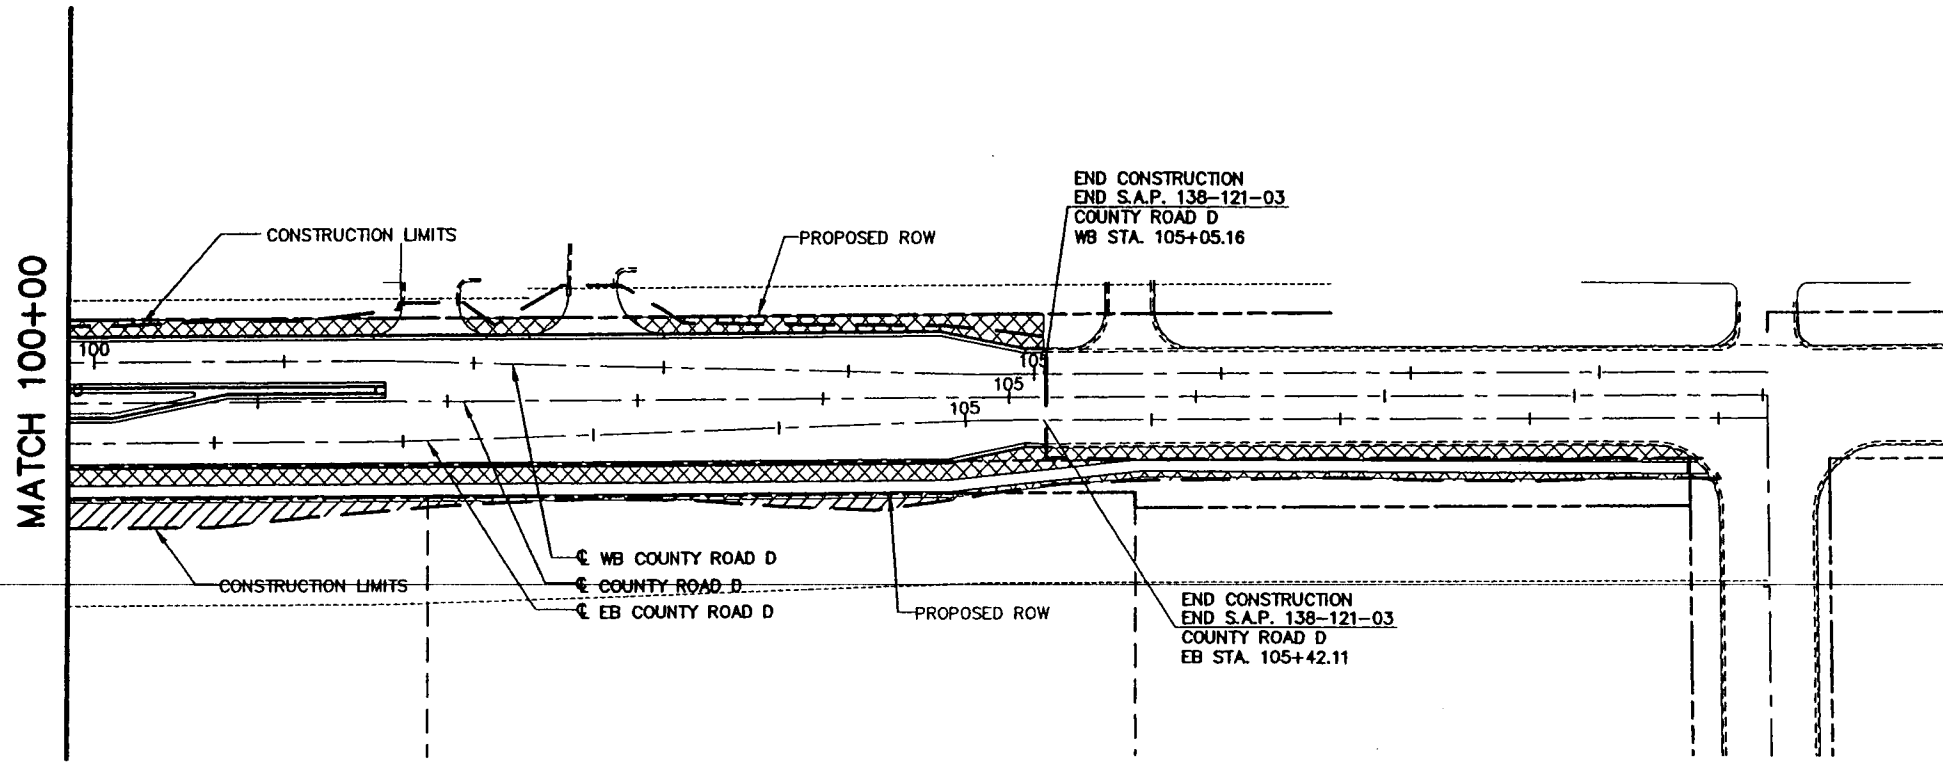 MATCH 100+00
CONSTRUCTION LIMITS
PROPOSED ROW
END CONSTRUCTION
END S.A.P. 138-121-03
COUNTY ROAD D
WB STA. 105+05.16
100
105
105
105
℄ WB COUNTY ROAD D
℄ COUNTY ROAD D
℄ EB COUNTY ROAD D
CONSTRUCTION LIMITS
PROPOSED ROW
END CONSTRUCTION
END S.A.P. 138-121-03
COUNTY ROAD D
EB STA. 105+42.11